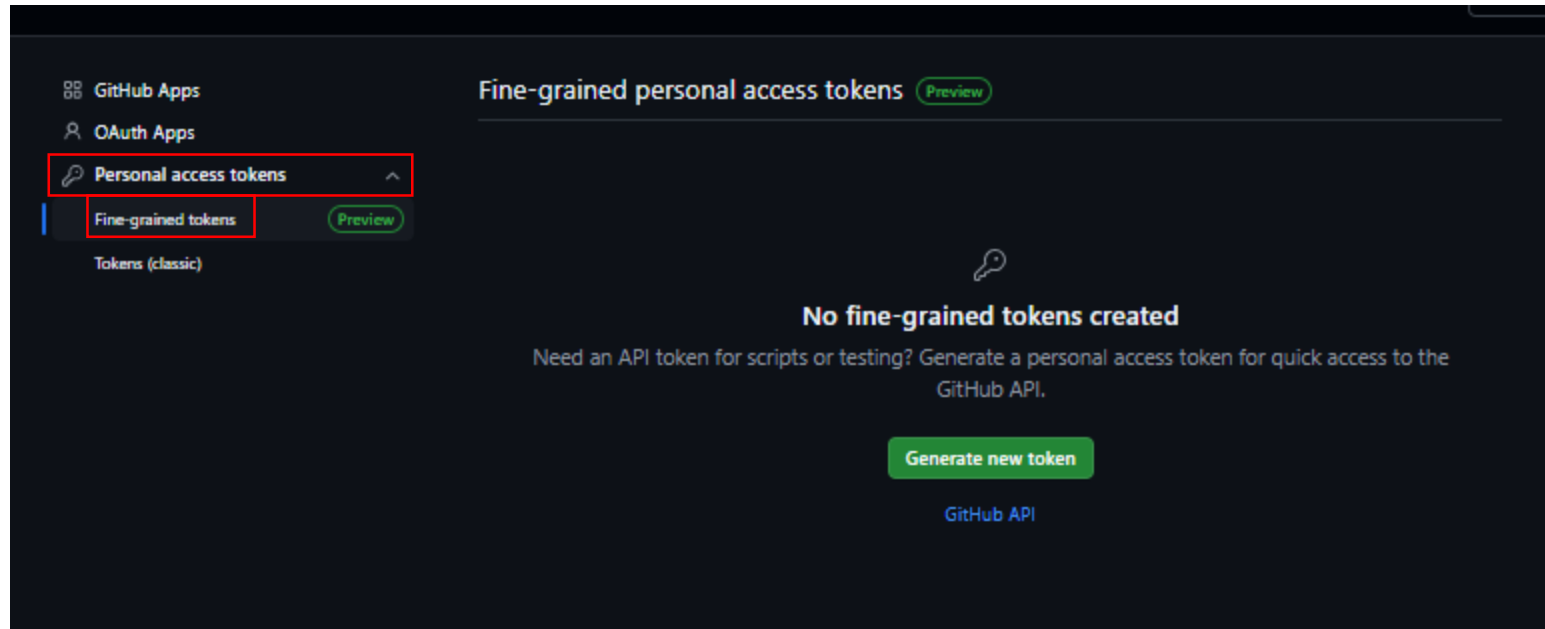 GitHub Apps
OAuth Apps
Personal access tokens
Fine-grained tokens Preview
Tokens (classic)
Fine-grained personal access tokens Preview
No fine-grained tokens created
Need an API token for scripts or testing? Generate a personal access token for quick access to the
GitHub API.
Generate new token
GitHub API